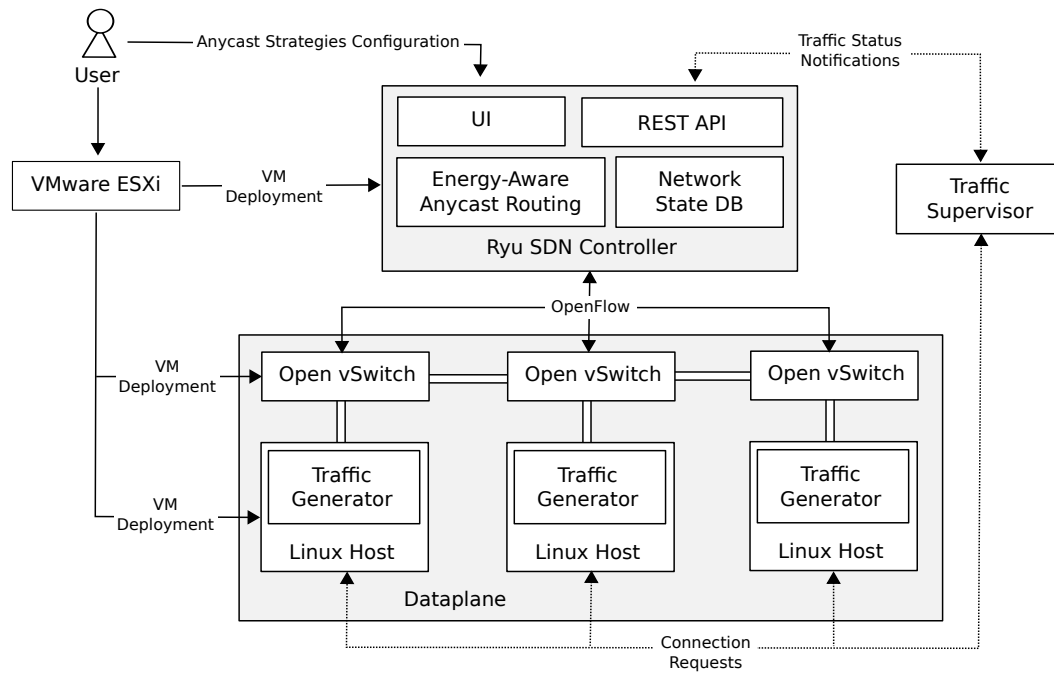 Anycast Strategies Configuration
Traffic Status
Notifications
User
UI
REST API
VMware ESXi
VM
Deployment
Energy-Aware
Anycast Routing
Network
State DB
Traffic
Supervisor
Ryu SDN Controller
OpenFlow
VM
Deployment
Open vSwitch
Open vSwitch
Open vSwitch
Traffic
Generator
Traffic
Generator
Traffic
Generator
VM
Deployment
Linux Host
Linux Host
Linux Host
Dataplane
Connection
Requests